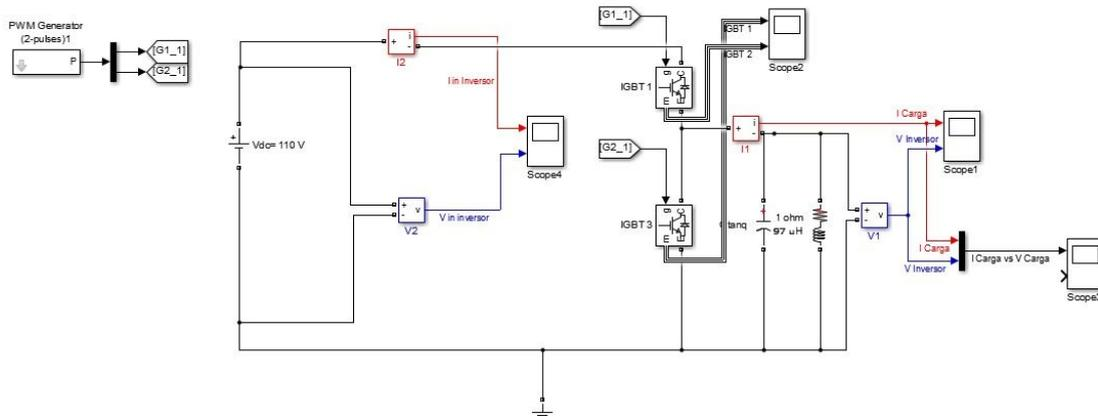 PWM Generator
(2-pulses)1
P
[G1_1]
[G2_1]
+
i
-
I2
I in Inversor
Vdc= 110 V
+
v
-
V2
V in inversor
Scope4
[G1_1]
g
C
E
m
IGBT 1
IGBT 1
IGBT 2
Scope2
[G2_1]
g
C
E
m
IGBT 3
+
i
-
I1
I Carga
V Inversor
Scope1
1 ohm
97 uH
+
v
-
V1
I Carga
V Inversor
I Carga vs V Carga